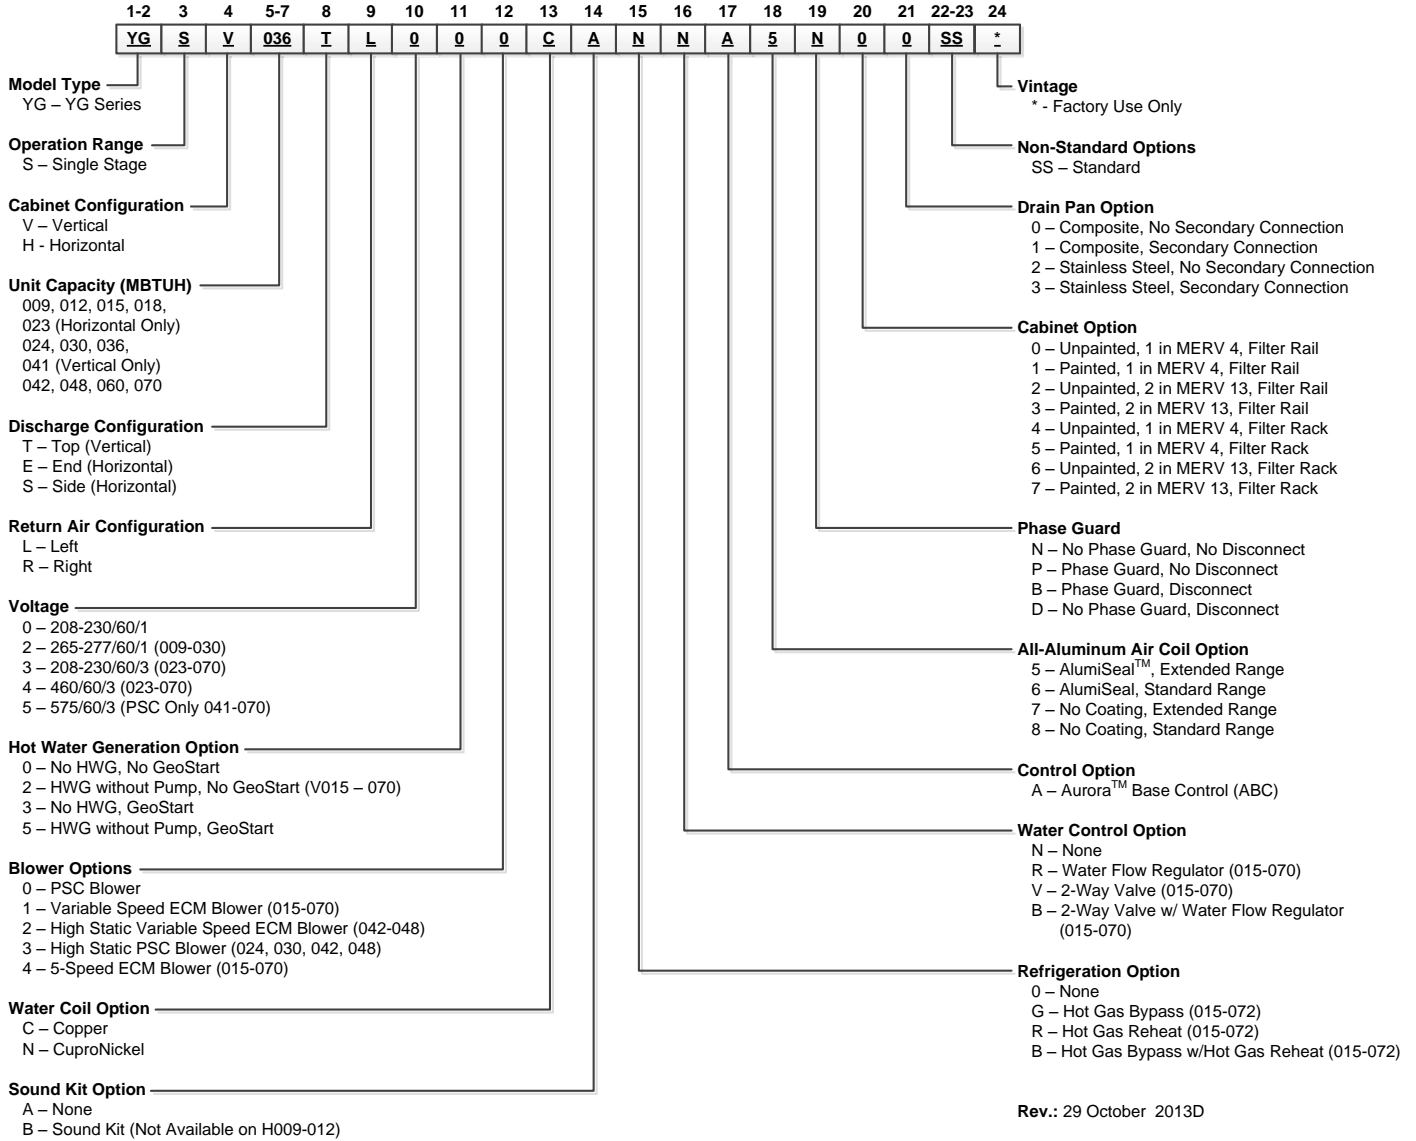 1-2 3 4 5-7 8 9 10 11 12 13 14 15 16 17 18 19 20 21 22-23 24
YG S V 036 T L 0 0 0 C A N N A 5 N 0 0 SS *
Model Type
YG – YG Series
Operation Range
S – Single Stage
Cabinet Configuration
V – Vertical
H - Horizontal
Unit Capacity (MBTUH)
009, 012, 015, 018,
023 (Horizontal Only)
024, 030, 036,
041 (Vertical Only)
042, 048, 060, 070
Discharge Configuration
T – Top (Vertical)
E – End (Horizontal)
S – Side (Horizontal)
Return Air Configuration
L – Left
R – Right
Voltage
0 – 208-230/60/1
2 – 265-277/60/1 (009-030)
3 – 208-230/60/3 (023-070)
4 – 460/60/3 (023-070)
5 – 575/60/3 (PSC Only 041-070)
Hot Water Generation Option
0 – No HWG, No GeoStart
2 – HWG without Pump, No GeoStart (V015 – 070)
3 – No HWG, GeoStart
5 – HWG without Pump, GeoStart
Blower Options
0 – PSC Blower
1 – Variable Speed ECM Blower (015-070)
2 – High Static Variable Speed ECM Blower (042-048)
3 – High Static PSC Blower (024, 030, 042, 048)
4 – 5-Speed ECM Blower (015-070)
Water Coil Option
C – Copper
N – CuproNickel
Sound Kit Option
A – None
B – Sound Kit (Not Available on H009-012)
Vintage
* - Factory Use Only
Non-Standard Options
SS – Standard
Drain Pan Option
0 – Composite, No Secondary Connection
1 – Composite, Secondary Connection
2 – Stainless Steel, No Secondary Connection
3 – Stainless Steel, Secondary Connection
Cabinet Option
0 – Unpainted, 1 in MERV 4, Filter Rail
1 – Painted, 1 in MERV 4, Filter Rail
2 – Unpainted, 2 in MERV 13, Filter Rail
3 – Painted, 2 in MERV 13, Filter Rail
4 – Unpainted, 1 in MERV 4, Filter Rack
5 – Painted, 1 in MERV 4, Filter Rack
6 – Unpainted, 2 in MERV 13, Filter Rack
7 – Painted, 2 in MERV 13, Filter Rack
Phase Guard
N – No Phase Guard, No Disconnect
P – Phase Guard, No Disconnect
B – Phase Guard, Disconnect
D – No Phase Guard, Disconnect
All-Aluminum Air Coil Option
5 – AlumiSeal™, Extended Range
6 – AlumiSeal, Standard Range
7 – No Coating, Extended Range
8 – No Coating, Standard Range
Control Option
A – Aurora™ Base Control (ABC)
Water Control Option
N – None
R – Water Flow Regulator (015-070)
V – 2-Way Valve (015-070)
B – 2-Way Valve w/ Water Flow Regulator
(015-070)
Refrigeration Option
0 – None
G – Hot Gas Bypass (015-072)
R – Hot Gas Reheat (015-072)
B – Hot Gas Bypass w/Hot Gas Reheat (015-072)
Rev.: 29 October 2013D